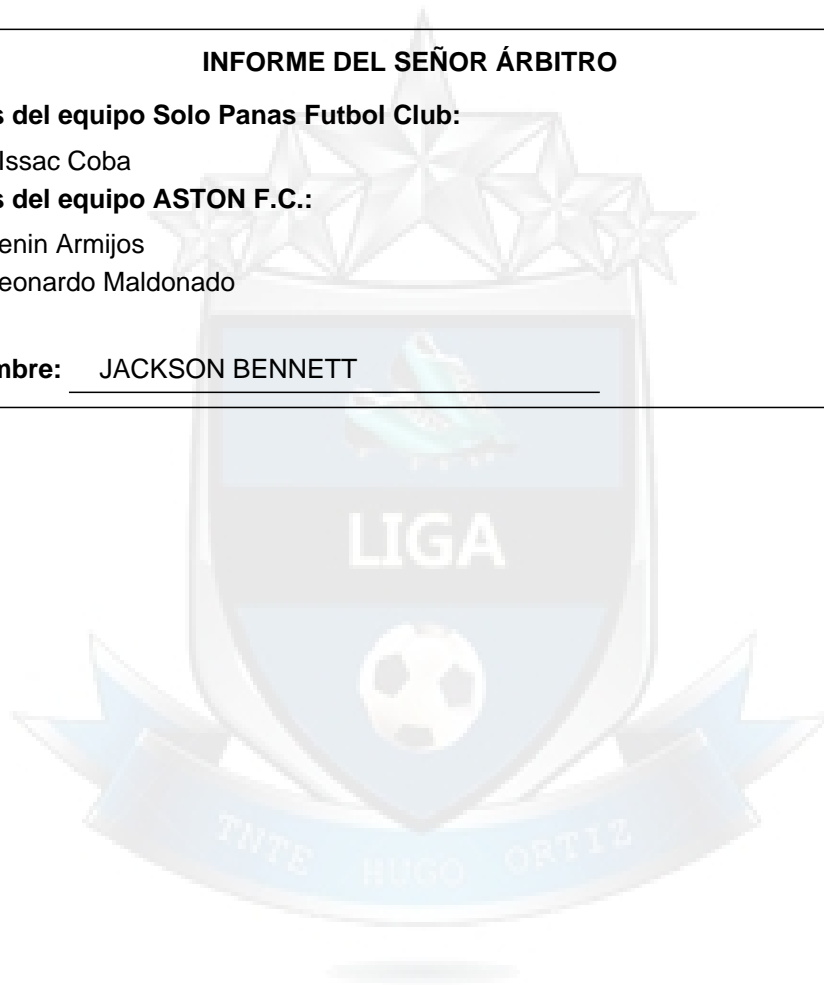 INFORME DEL SEÑOR ÁRBITRO
s del equipo Solo Panas Futbol Club:
Issac Coba
s del equipo ASTON F.C.:
enin Armijos
eonardo Maldonado
mbre: JACKSON BENNETT
LIGA
TNTE HUGO ORTIZ